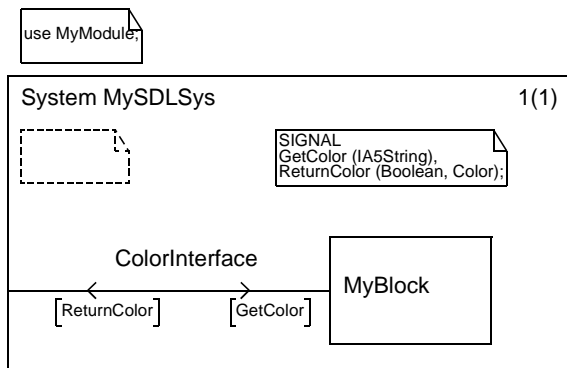 use MyModule;
System MySDLSys 1(1)
SIGNAL
GetColor (IA5String),
ReturnColor (Boolean, Color);
ColorInterface
MyBlock
[ReturnColor] [GetColor]